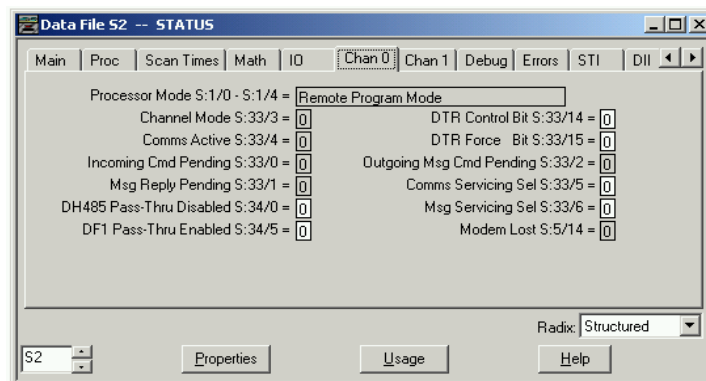 Data File S2 -- STATUS
Main Proc Scan Times Math IO Chan 0 Chan 1 Debug Errors STI DII
Processor Mode S:1/0 - S:1/4 = Remote Program Mode
Channel Mode S:33/3 = 0 DTR Control Bit S:33/14 = 0
Comms Active S:33/4 = 0 DTR Force Bit S:33/15 = 0
Incoming Cmd Pending S:33/0 = 0 Outgoing Msg Cmd Pending S:33/2 = 0
Msg Reply Pending S:33/1 = 0 Comms Servicing Sel S:33/5 = 0
DH485 Pass-Thru Disabled S:34/0 = 0 Msg Servicing Sel S:33/6 = 0
DF1 Pass-Thru Enabled S:34/5 = 0 Modem Lost S:5/14 = 0
Radix: Structured
S2 Properties Usage Help